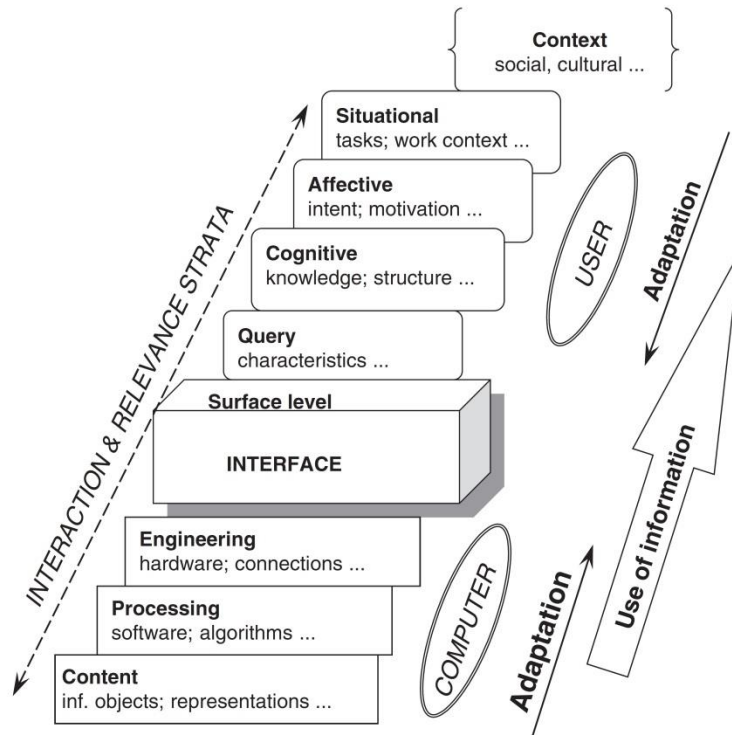 Context
social, cultural ...
Situational
tasks; work context ...
Affective
intent; motivation ...
Cognitive
knowledge; structure ...
Query
characteristics ...
Surface level
INTERFACE
Engineering
hardware; connections ...
Processing
software; algorithms ...
Content
inf. objects; representations ...
INTERACTION & RELEVANCE STRATA
USER
Adaptation
COMPUTER
Adaptation
Use of information